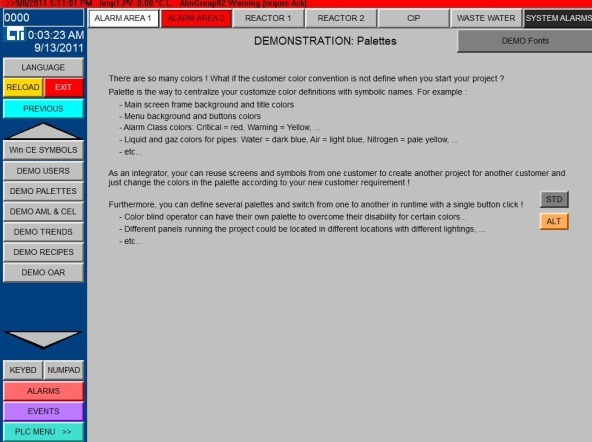 >>9/8/2011 5:11:01 PM loop1.PV 0.00 °C L AlmGroup02 Warning (require Ack)
0000
ALARM AREA 1
ALARM AREA 2
REACTOR 1
REACTOR 2
CIP
WASTE WATER
SYSTEM ALARMS
CTi 0:03:23 AM
9/13/2011
DEMONSTRATION: Palettes
DEMO Fonts
LANGUAGE
RELOAD
EXIT
PREVIOUS
Win CE SYMBOLS
DEMO USERS
DEMO PALETTES
DEMO AML & CEL
DEMO TRENDS
DEMO RECIPES
DEMO OAR
KEYBD
NUMPAD
ALARMS
EVENTS
PLC MENU >>
There are so many colors ! What if the customer color convention is not define when you start your project ?
Palette is the way to centralize your customize color definitions with symbolic names. For example :
- Main screen frame background and title colors
- Menu background and buttons colors
- Alarm Class colors: Critical = red, Warning = Yellow, ...
- Liquid and gaz colors for pipes: Water = dark blue, Air = light blue, Nitrogen = pale yellow, ...
- etc...
As an integrator, your can reuse screens and symbols from one customer to create another project for another customer and
just change the colors in the palette according to your new customer requirement !
Furthermore, you can define several palettes and switch from one to another in runtime with a single button click !
- Color blind operator can have their own palette to overcome their disability for certain colors...
- Different panels running the project could be located in different locations with different lightings, ...
- etc...
STD
ALT